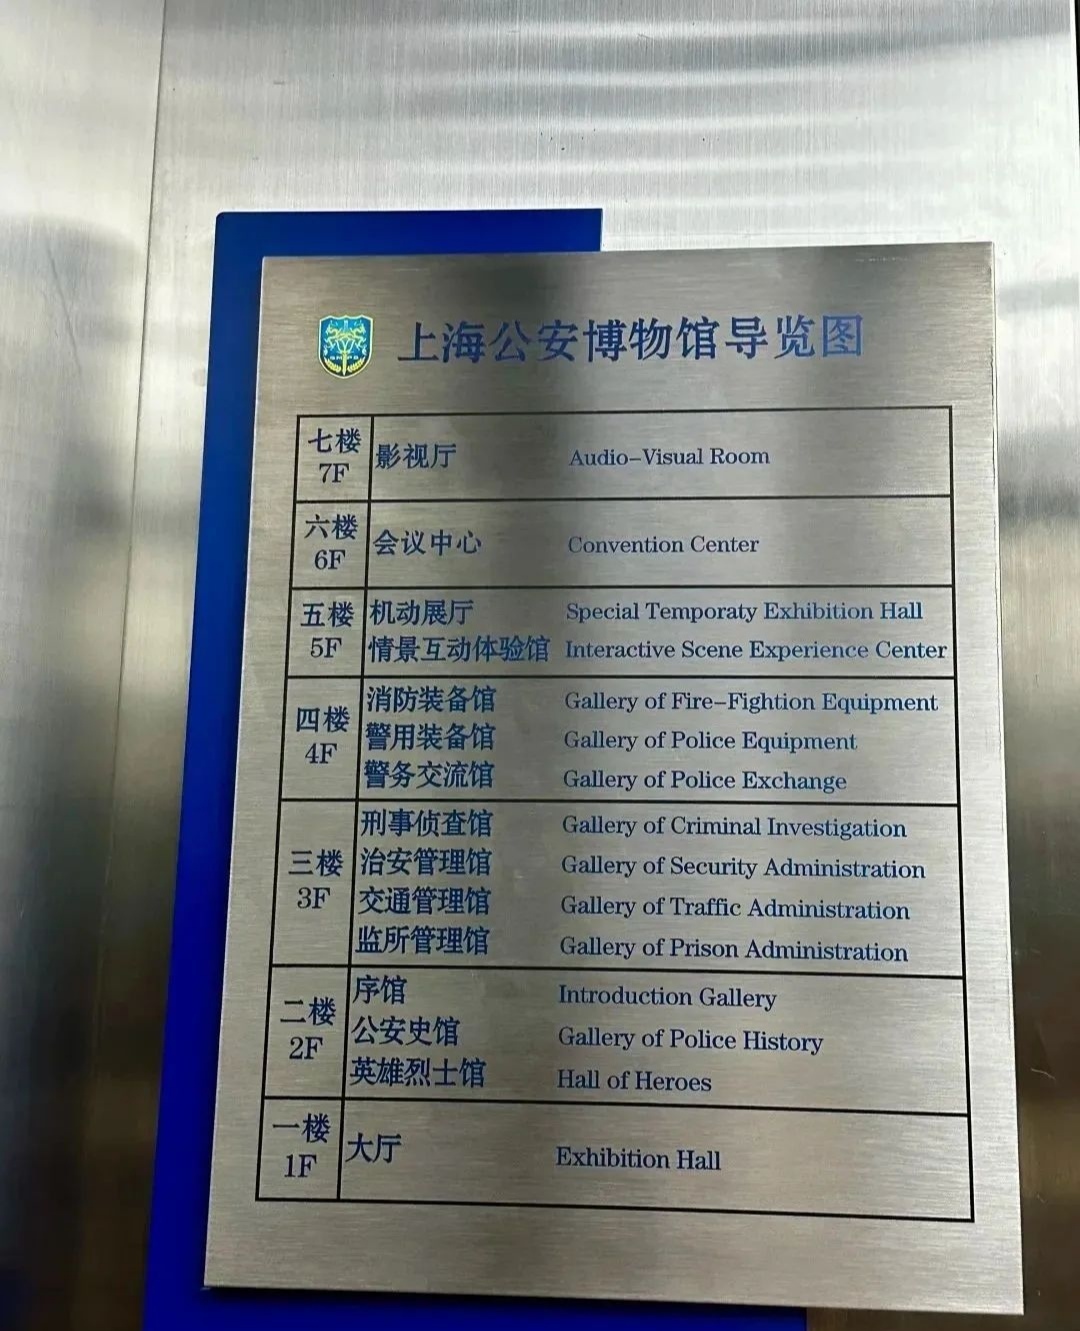 上海公安博物馆导览图
七楼 影视厅 Audio-Visual Room
7F
六楼 会议中心 Convention Center
6F
五楼 机动展厅 Special Temporaty Exhibition Hall
5F 情景互动体验馆 Interactive Scene Experience Center
消防装备馆 Gallery of Fire-Fightion Equipment
四楼 警用装备馆 Gallery of Police Equipment
4F 警务交流馆 Gallery of Police Exchange
刑事侦查馆 Gallery of Criminal Investigation
三楼 治安管理馆 Gallery of Security Administration
3F 交通管理馆 Gallery of Traffic Administration
监所管理馆 Gallery of Prison Administration
序馆 Introduction Gallery
二楼 公安史馆 Gallery of Police History
2F 英雄烈士馆 Hall of Heroes
一楼 大厅 Exhibition Hall
1F